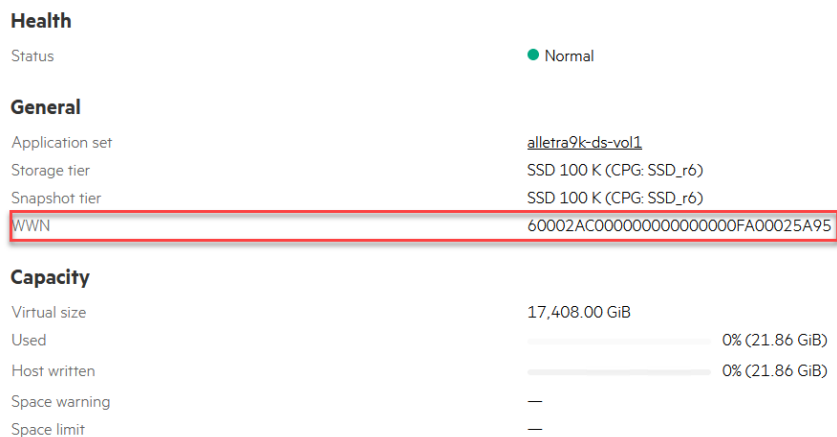 Health
Status Normal
General
Application set alletra9k-ds-vol1
Storage tier SSD 100 K (CPG: SSD_r6)
Snapshot tier SSD 100 K (CPG: SSD_r6)
WWN 60002AC000000000000000FA00025A95
Capacity
Virtual size 17,408.00 GiB
Used 0% (21.86 GiB)
Host written 0% (21.86 GiB)
Space warning —
Space limit —